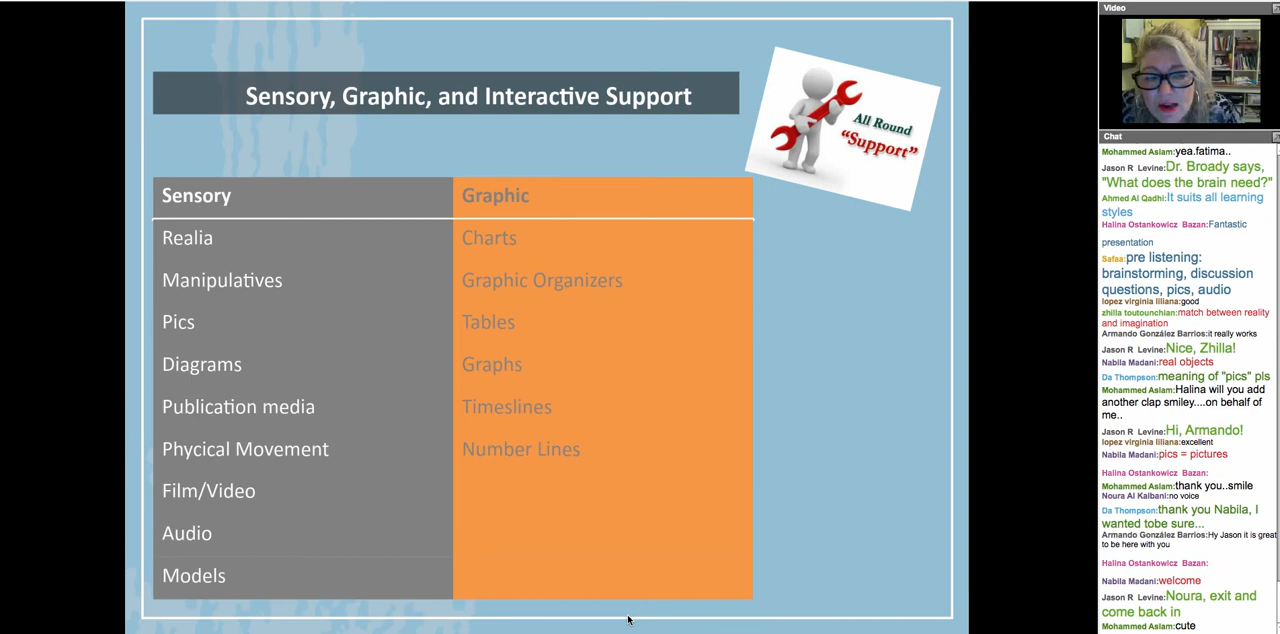 Sensory, Graphic, and Interactive Support
All Round
"Support"
Sensory
Graphic
Realia
Charts
Manipulatives
Graphic Organizers
Pics
Tables
Diagrams
Graphs
Publication media
Timeslines
Phycical Movement
Number Lines
Film/Video
Audio
Models
Video
Chat
Mohammed Aslam:yea.fatima..
Jason R Levine:Dr. Broady says,
"What does the brain need?"
Ahmed Al Qadhi:It suits all learning
styles
Halina Ostankowicz Bazan:Fantastic
presentation
Safaa:pre listening:
brainstorming, discussion
questions, pics, audio
lopez virginia liliana:good
zhilla toutounchian:match between reality
and imagination
Armando González Barrios:it really works
Jason R Levine:Nice, Zhilla!
Nabila Madani:real objects
Da Thompson:meaning of "pics" pls
Mohammed Aslam:Halina will you add
another clap smiley....on behalf of
me..
Jason R Levine:Hi, Armando!
lopez virginia liliana:excellent
Nabila Madani:pics = pictures
Halina Ostankowicz Bazan:
Mohammed Aslam:thank you..smile
Noura Al Kalbani:no voice
Da Thompson:thank you Nabila, I
wanted tobe sure...
Armando González Barrios:Hy Jason it is great
to be here with you
Halina Ostankowicz Bazan:
Nabila Madani:welcome
Jason R Levine:Noura, exit and
come back in
Mohammed Aslam:cute